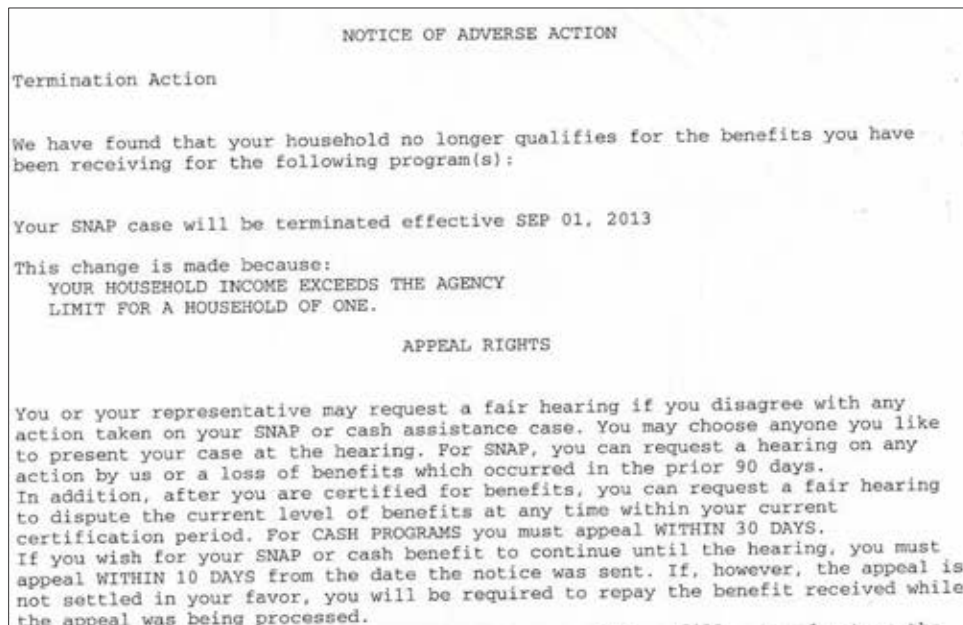 NOTICE OF ADVERSE ACTION
Termination Action
We have found that your household no longer qualifies for the benefits you have
been receiving for the following program(s):
Your SNAP case will be terminated effective SEP 01, 2013
This change is made because:
YOUR HOUSEHOLD INCOME EXCEEDS THE AGENCY
LIMIT FOR A HOUSEHOLD OF ONE.
APPEAL RIGHTS
You or your representative may request a fair hearing if you disagree with any
action taken on your SNAP or cash assistance case. You may choose anyone you like
to present your case at the hearing. For SNAP, you can request a hearing on any
action by us or a loss of benefits which occurred in the prior 90 days.
In addition, after you are certified for benefits, you can request a fair hearing
to dispute the current level of benefits at any time within your current
certification period. For CASH PROGRAMS you must appeal WITHIN 30 DAYS.
If you wish for your SNAP or cash benefit to continue until the hearing, you must
appeal WITHIN 10 DAYS from the date the notice was sent. If, however, the appeal is
not settled in your favor, you will be required to repay the benefit received while
the appeal was being processed.